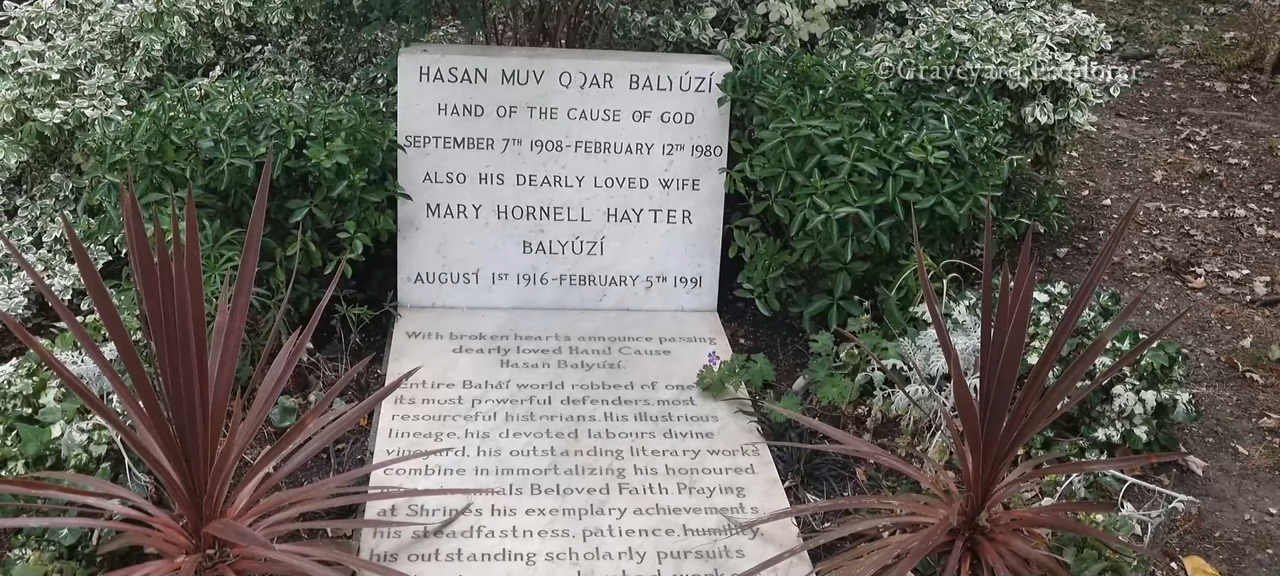 ©Graveyard Explorer
HASAN MUV QQAR BALYÚZÍ
HAND OF THE CAUSE OF GOD
SEPTEMBER 7TH 1908-FEBRUARY 12TH 1980
ALSO HIS DEARLY LOVED WIFE
MARY HORNELL HAYTER
BALYÚZÍ
AUGUST 1ST 1916-FEBRUARY 5TH 1991
With broken hearts announce passing
dearly loved Hand Cause
Hasan Balyúzí.
Entire Bahá'í world robbed of one
its most powerful defenders, most
resourceful historians. His illustrious
lineage, his devoted labours divine
vineyard, his outstanding literary works
combine in immortalizing his honoured
Beloved Faith. Praying
at Shrines his exemplary achievements,
his steadfastness, patience, humility,
his outstanding scholarly pursuits